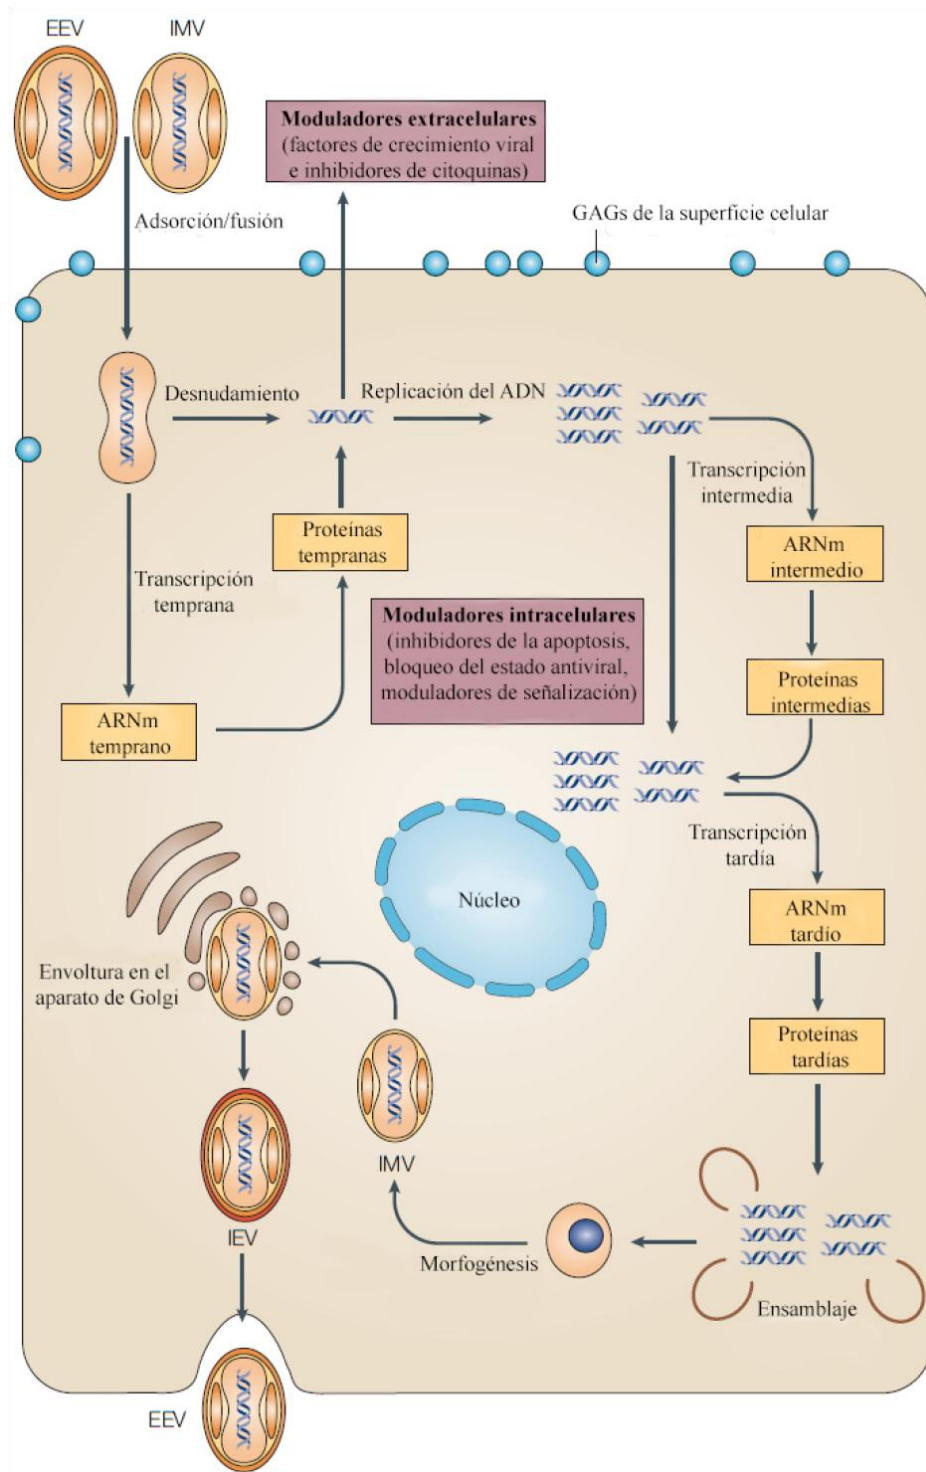 EEV
IMV
Moduladores extracelulares
(factores de crecimiento viral
e inhibidores de citoquinas)
GAGs de la superficie celular
Adsorción/fusión
Desnudamiento
Replicación del ADN
Transcripción
intermedia
Proteínas
tempranas
ARNm
intermedio
Transcripción
temprana
Moduladores intracelulares
(inhibidores de la apoptosis,
bloqueo del estado antiviral,
moduladores de señalización)
Proteínas
intermedias
ARNm
temprano
Transcripción
tardía
Núcleo
ARNm
tardío
Envoltura en el
aparato de Golgi
Proteínas
tardías
IMV
IEV
Morfogénesis
Ensamblaje
EEV